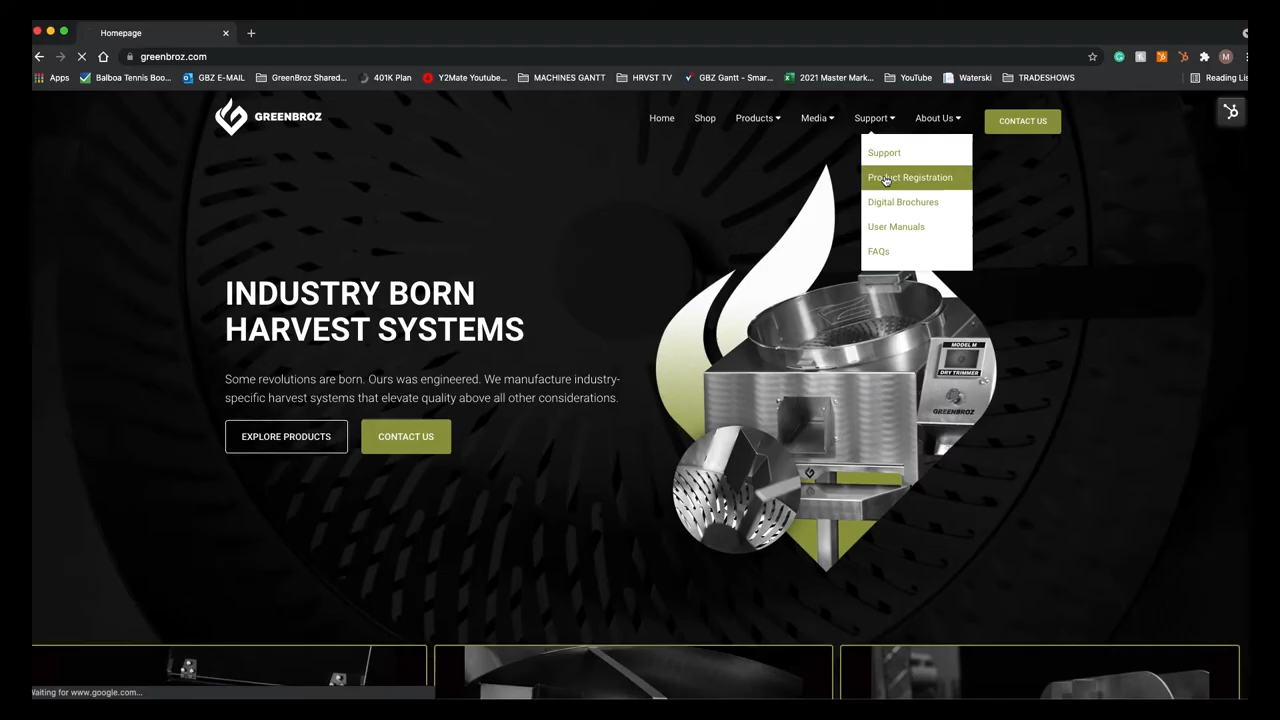 Homepage
greenbroz.com
Apps
Balboa Tennis Boo...
GBZ E-MAIL
GreenBroz Shared...
401K Plan
Y2Mate Youtube...
MACHINES GANTT
HRVST TV
GBZ Gantt - Smar...
2021 Master Mark...
YouTube
Waterski
TRADESHOWS
Reading Lis
M
GREENBROZ
Home
Shop
Products
Media
Support
About Us
CONTACT US
Support
Product Registration
Digital Brochures
User Manuals
FAQs
INDUSTRY BORN
HARVEST SYSTEMS
Some revolutions are born. Ours was engineered. We manufacture industry-
specific harvest systems that elevate quality above all other considerations.
EXPLORE PRODUCTS
CONTACT US
MODEL M
DRY TRIMMER
GREENBROZ
Waiting for www.google.com...